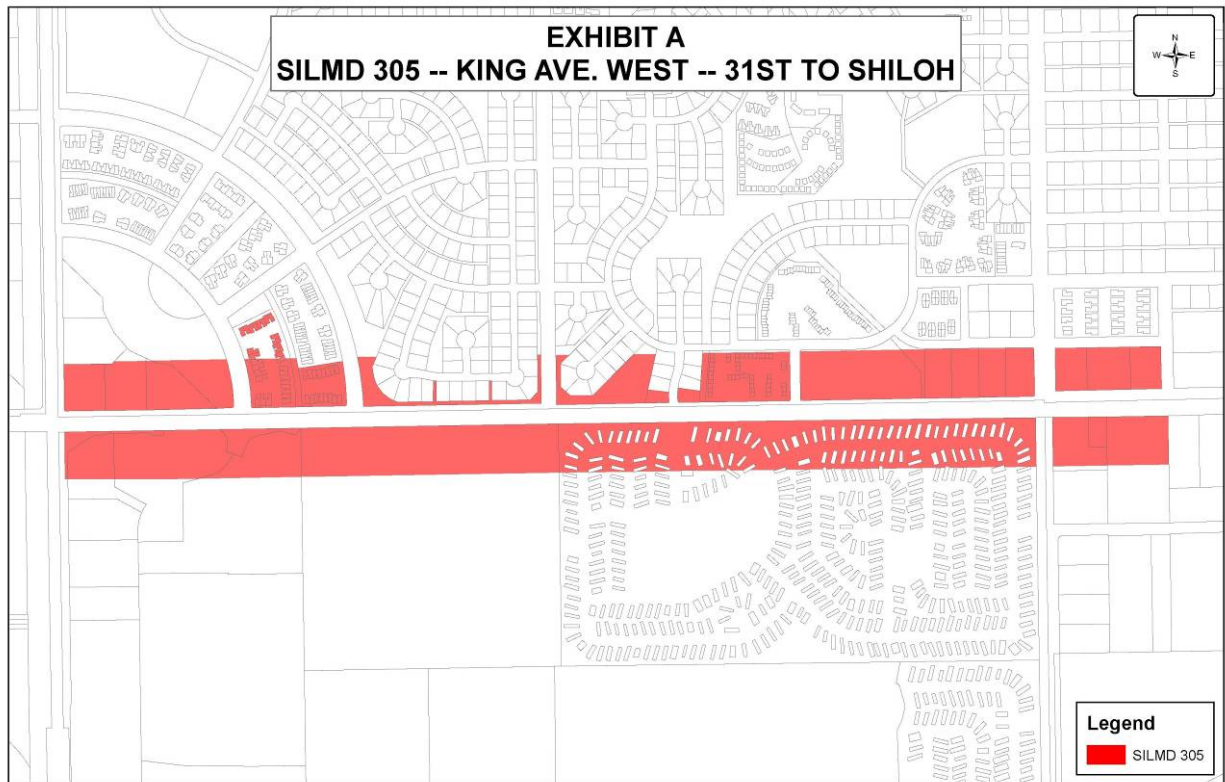 EXHIBIT A
SILMD 305 -- KING AVE. WEST -- 31ST TO SHILOH
N
W E
S
Legend
SILMD 305